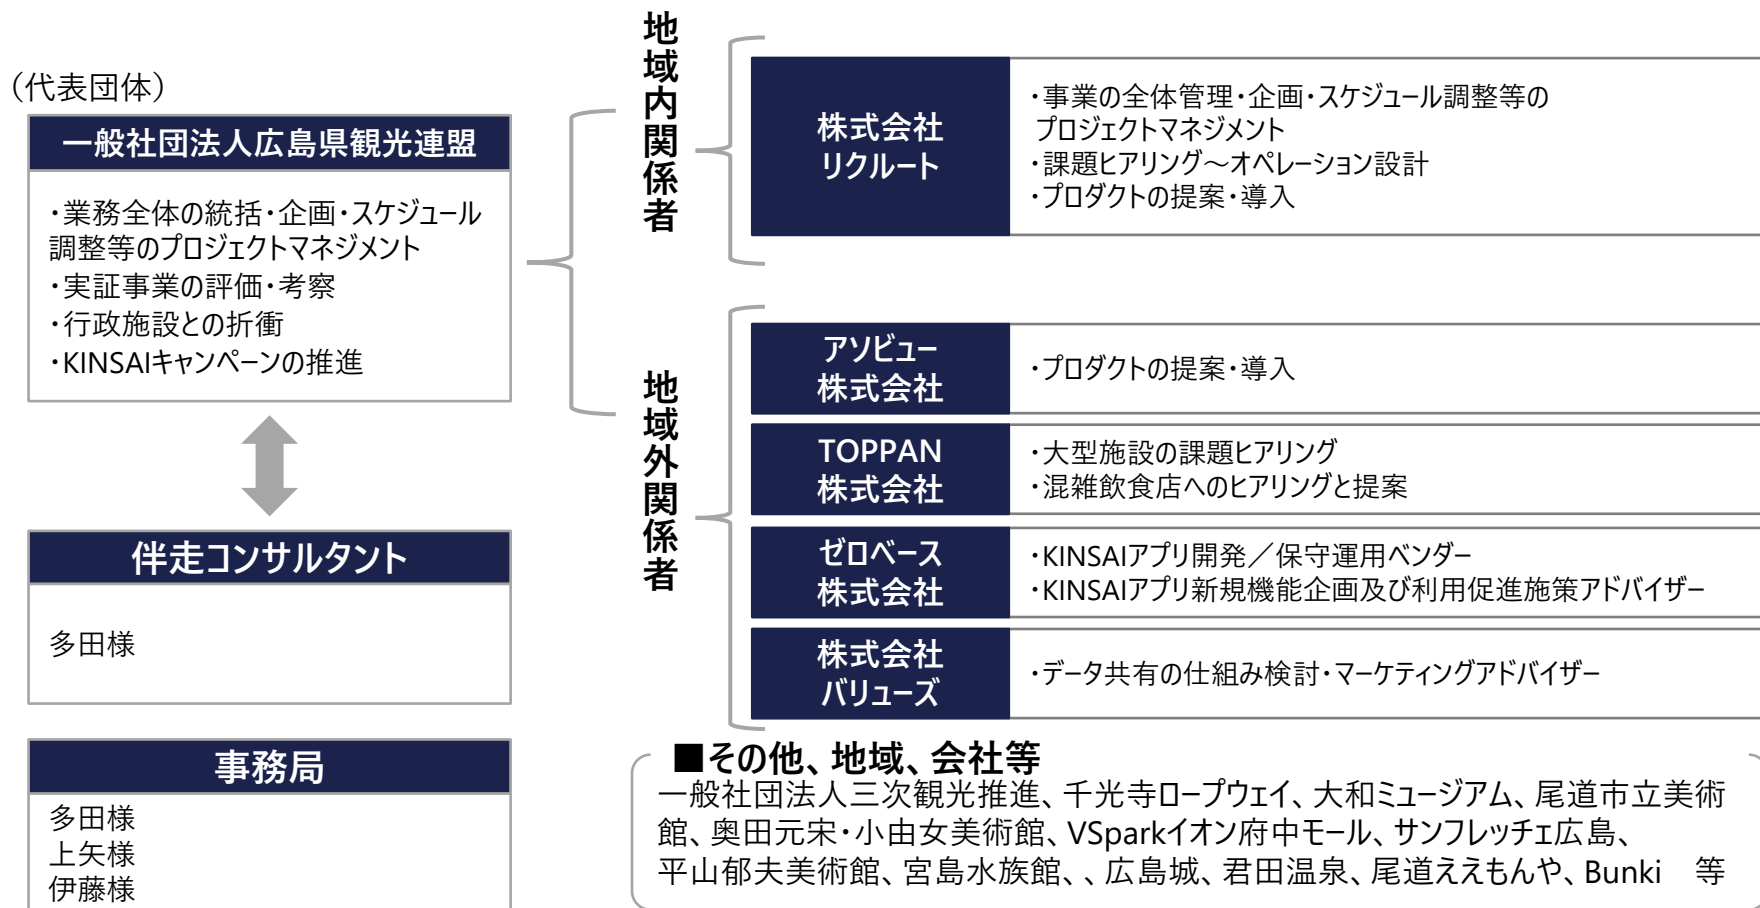 (代表団体)
一般社団法人広島県観光連盟
・業務全体の統括・企画・スケジュール
調整等のプロジェクトマネジメント
・実証事業の評価・考察
・行政施設との折衝
・KINSAIキャンペーンの推進
伴走コンサルタント
多田様
事務局
多田様
上矢様
伊藤様
地域内関係者
株式会社
リクルート
・事業の全体管理・企画・スケジュール調整等の
プロジェクトマネジメント
・課題ヒアリング～オペレーション設計
・プロダクトの提案・導入
地域外関係者
アソビュー
株式会社
・プロダクトの提案・導入
TOPPAN
株式会社
・大型施設の課題ヒアリング
・混雑飲食店へのヒアリングと提案
ゼロベース
株式会社
・KINSAIアプリ開発／保守運用ベンダー
・KINSAIアプリ新規機能企画及び利用促進施策アドバイザー
株式会社
バリューズ
・データ共有の仕組み検討・マーケティングアドバイザー
■その他、地域、会社等
一般社団法人三次観光推進、千光寺ロープウェイ、大和ミュージアム、尾道市立美術
館、奥田元宋・小由女美術館、VSparkイオン府中モール、サンフレッチェ広島、
平山郁夫美術館、宮島水族館、、広島城、君田温泉、尾道ええもんや、Bunki　等